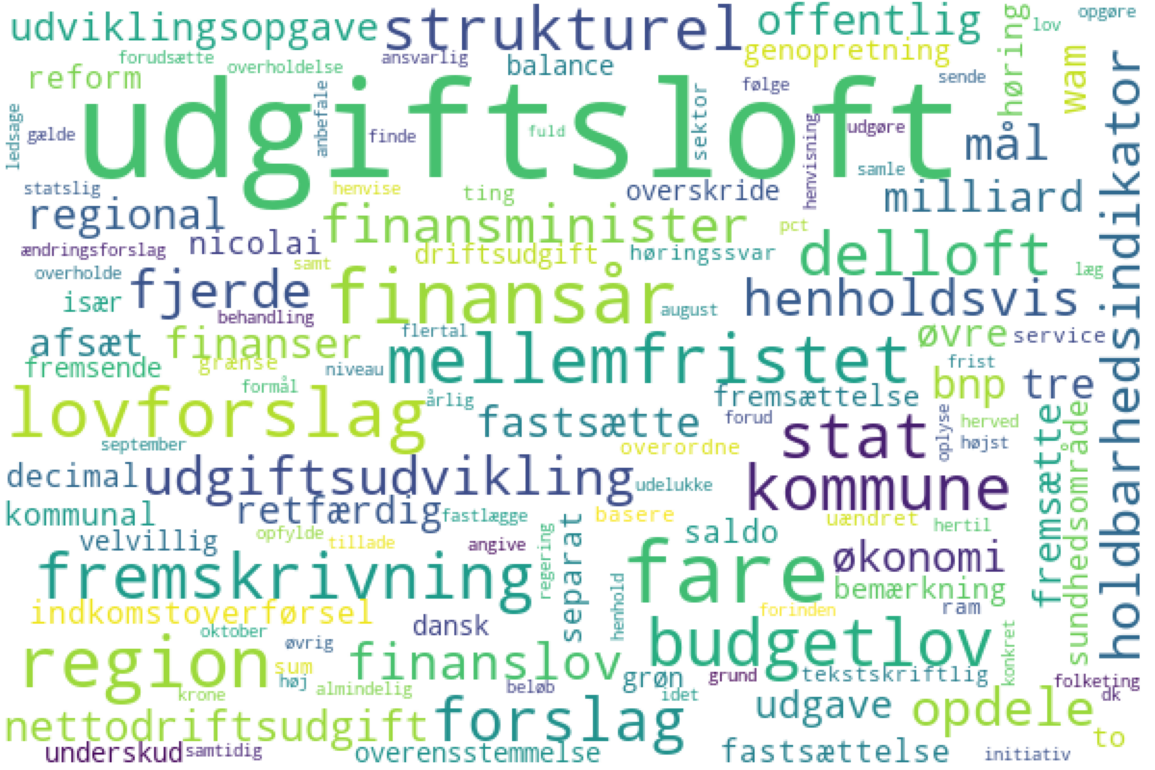 udviklingsopgave
strukturel
offentlig
høring
lov
opgøre
forudsætte
ansvarlig
genopretning
wam
reform
overholdelse
balance
sende
udgiftsloft
følge
ledsage
gælde
anbefale
finde
fuld
sektor
henvisning
udgøre
mål
holdbarhedsindikator
samle
statslig
henvise
ting
overskride
milliard
regional
finansminister
pct
ændringsforslag
nicolai
driftsudgift
høringssvar
delloft
læg
overholde
samt
især
fjerde
finansår
august
henholdsvis
behandling
flertal
øvre
service
afsæt
finanser
mellemfristet
fremsende
grænse
niveau
frist
bnp
tre
formål
årlig
fremsættelse
lovforslag
fastsætte
forud
stat
oplyse
herved
højst
fremsætte
sundhedsområde
september
overordne
decimal
udgiftsudvikling
udelukke
kommune
kommunal
retfærdig
fastlægge
basere
saldo
uændret
hertil
velvillig
opfylde
tillade
angive
regering
separat
økonomi
fremskrivning
henhold
fare
bemærkning
indkomstoverførsel
forinden
ram
oktober
dansk
øvrig
budgetlov
konkret
region
sum
høj
finanslov
beløb
grøn
grund
tekstskriftlig
folketing
dk
krone
almindelig
idet
nettodriftsudgift
forslag
udgave
opdele
to
underskud
samtidig
overensstemmelse
fastsættelse
initiativ